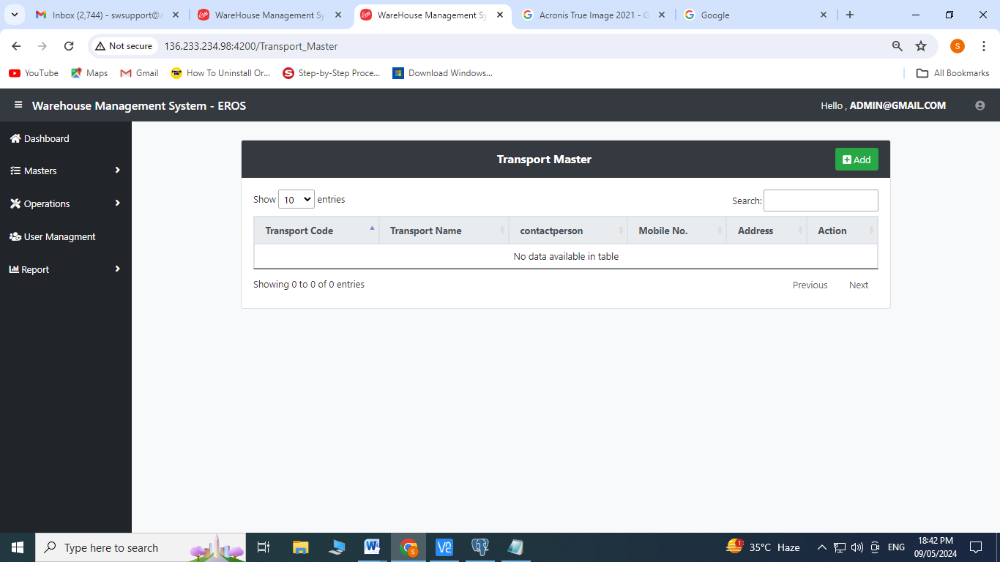 Inbox (2,744) - swsupport@a
WareHouse Management Sy
WareHouse Management Sy
Acronis True Image 2021 - G
Google
Not secure
136.233.234.98:4200/Transport_Master
S
YouTube
Maps
Gmail
How To Uninstall Or...
Step-by-Step Proce...
Download Windows...
All Bookmarks
Warehouse Management System - EROS
Hello , ADMIN@GMAIL.COM
Dashboard
Masters
Operations
User Managment
Report
Transport Master
Add
Show 10 entries
Search:
Transport Code Transport Name contactperson Mobile No. Address Action
No data available in table
Showing 0 to 0 of 0 entries
Previous Next
Type here to search
35°C Haze
ENG
18:42 PM
09/05/2024